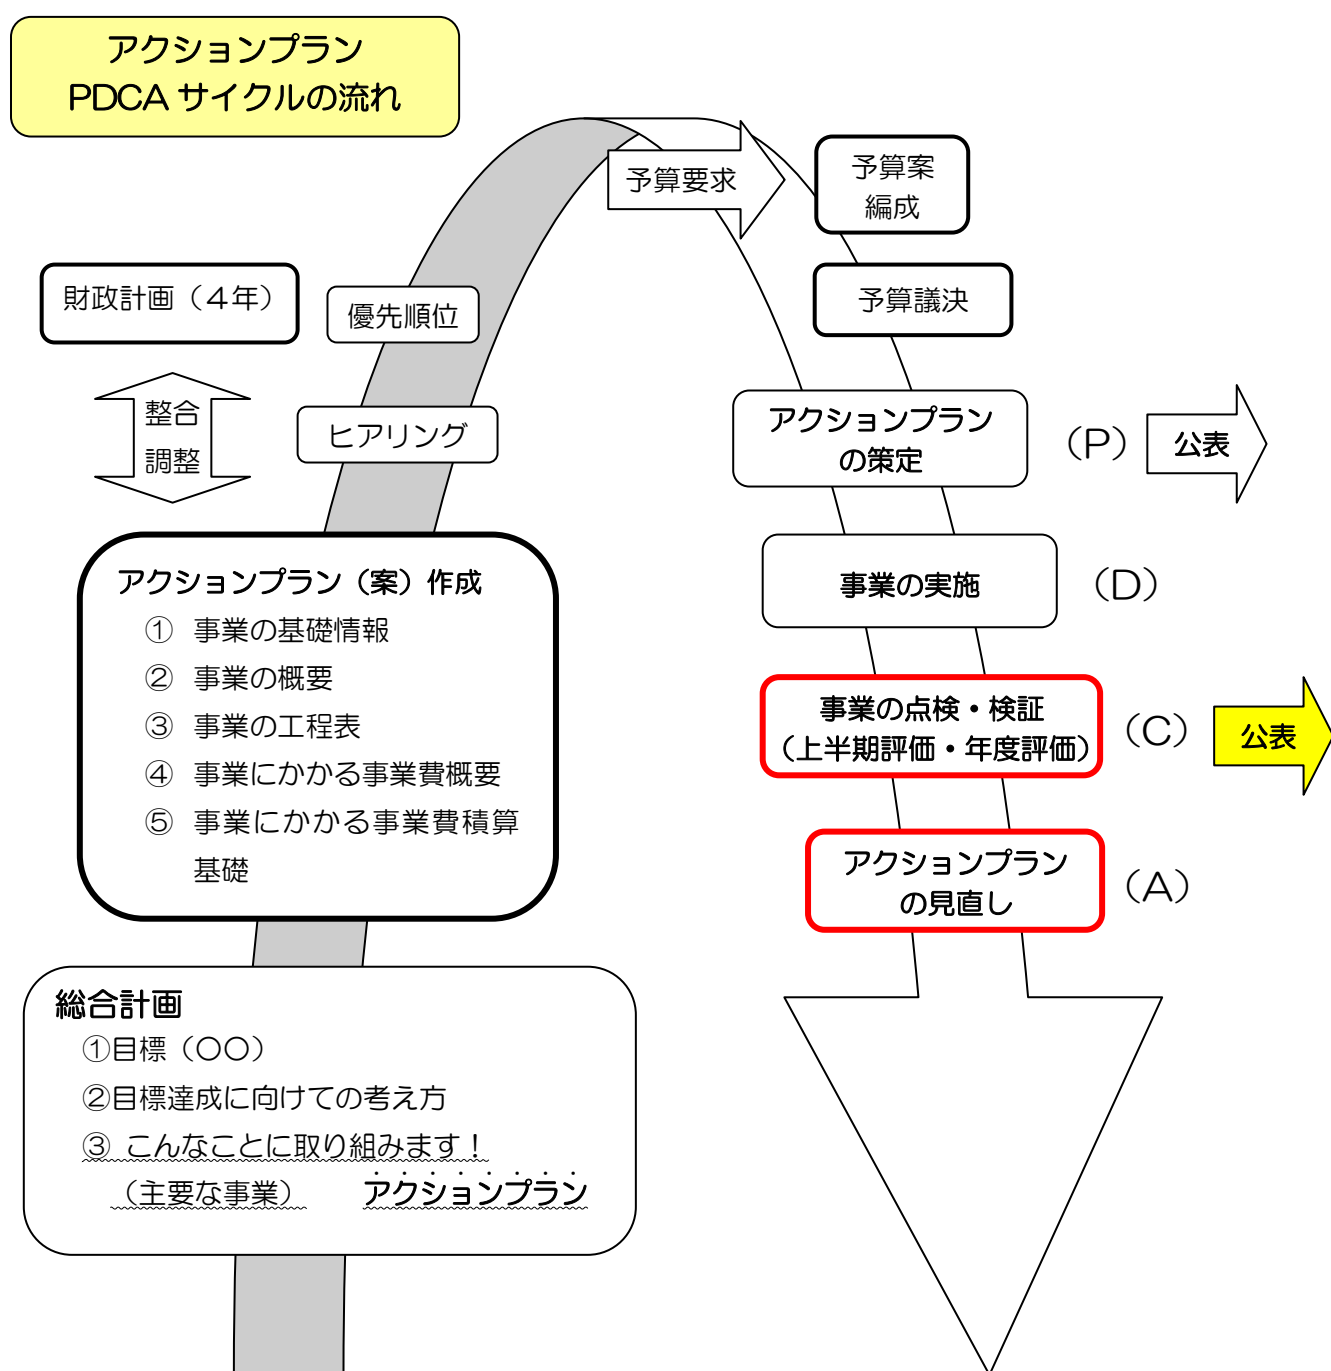 アクションプラン
PDCA サイクルの流れ
予算要求
予算案
編成
財政計画（４年）
優先順位
予算議決
整合
調整
ヒアリング
アクションプラン
の策定
（P）
公表
アクションプラン（案）作成
① 事業の基礎情報
② 事業の概要
③ 事業の工程表
④ 事業にかかる事業費概要
⑤ 事業にかかる事業費積算
基礎
事業の実施
（D）
事業の点検・検証
（上半期評価・年度評価）
（C）
公表
アクションプラン
の見直し
（A）
総合計画
①目標（〇〇）
②目標達成に向けての考え方
③ こんなことに取り組みます！
（主要な事業） アクションプラン